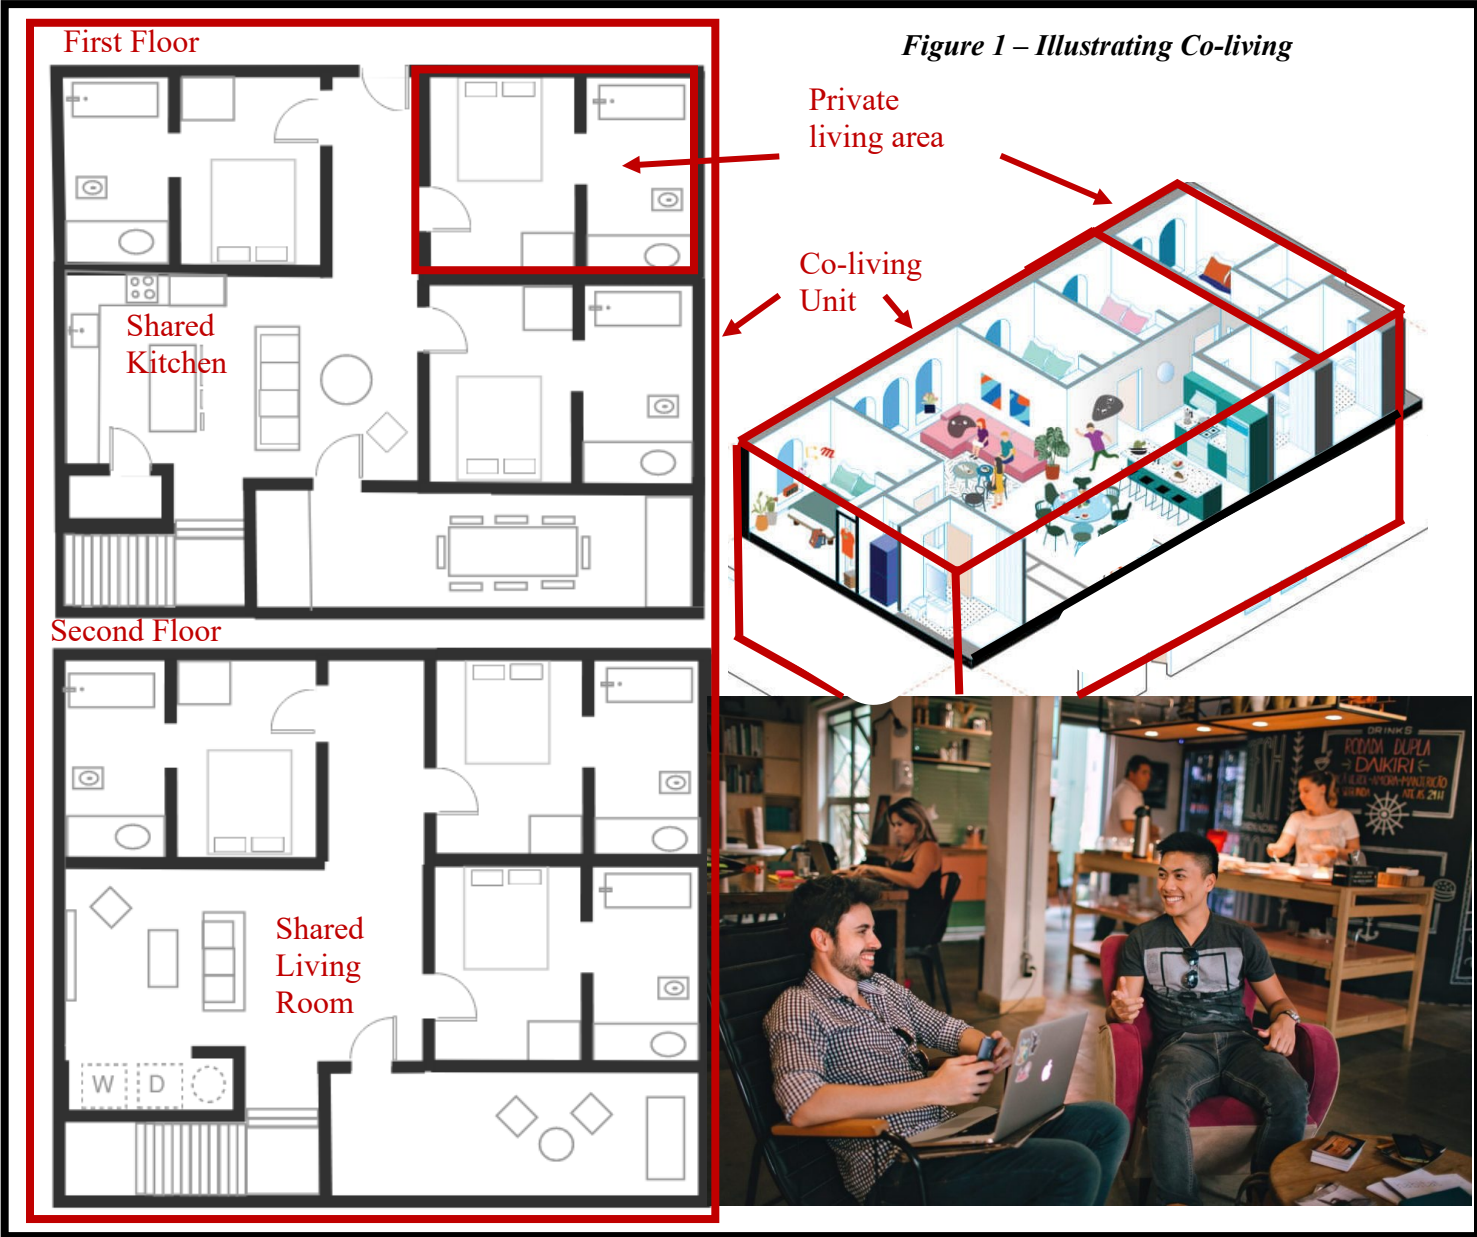 First Floor
Figure 1 – Illustrating Co-living
Private
living area
Co-living
Unit
Shared
Kitchen
Second Floor
Shared
Living
Room
W D
DRINKS
RODADA DUPLA
DAIKIRI